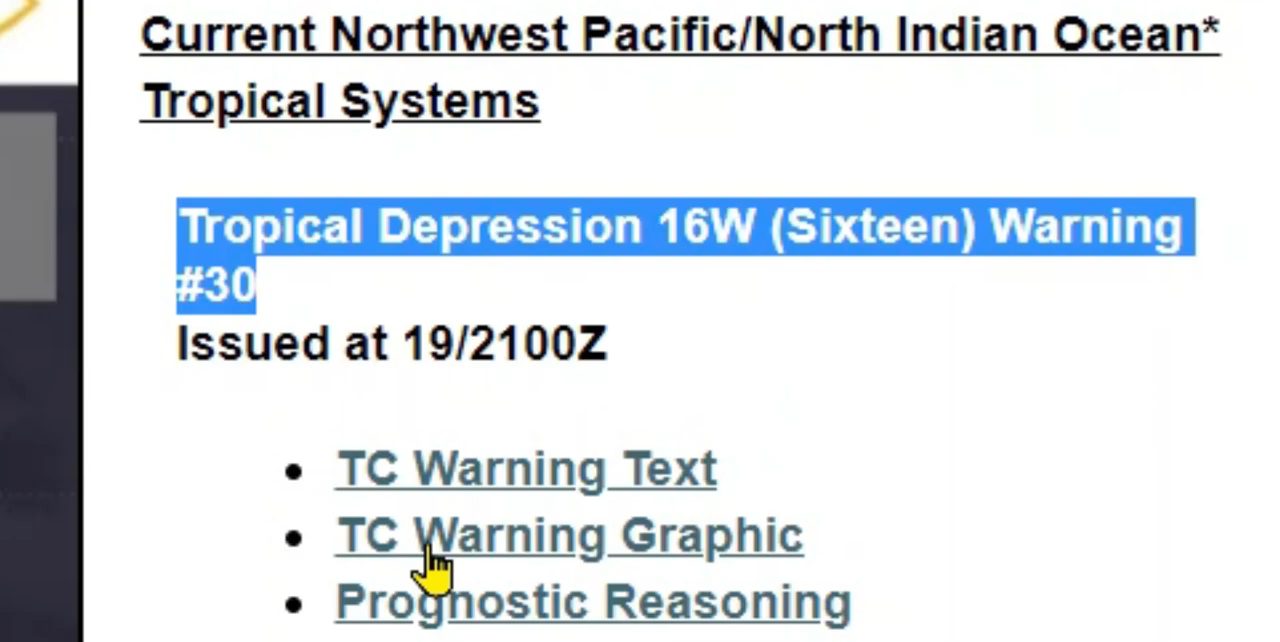 Current Northwest Pacific/North Indian Ocean*
Tropical Systems
Tropical Depression 16W (Sixteen) Warning
#30
Issued at 19/2100Z
TC Warning Text
TC Warning Graphic
Prognostic Reasoning